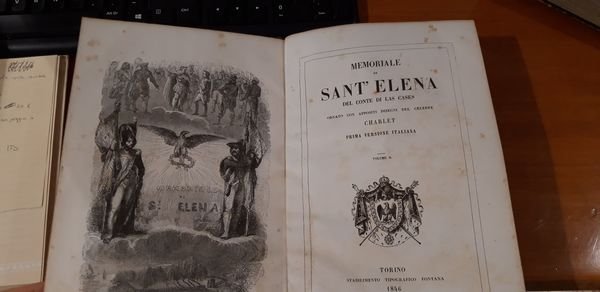 MEMORIALE
S.T ELENA
MEMORIALE
DI
SANT' ELENA
DEL CONTE DI LAS CASES
ORNATO CON APPOSITI DISEGNI DEL CELEBRE
CHARLET
PRIMA VERSIONE ITALIANA
VOLUME II.
TORINO
STABILIMENTO TIPOGRAFICO FONTANA
1846